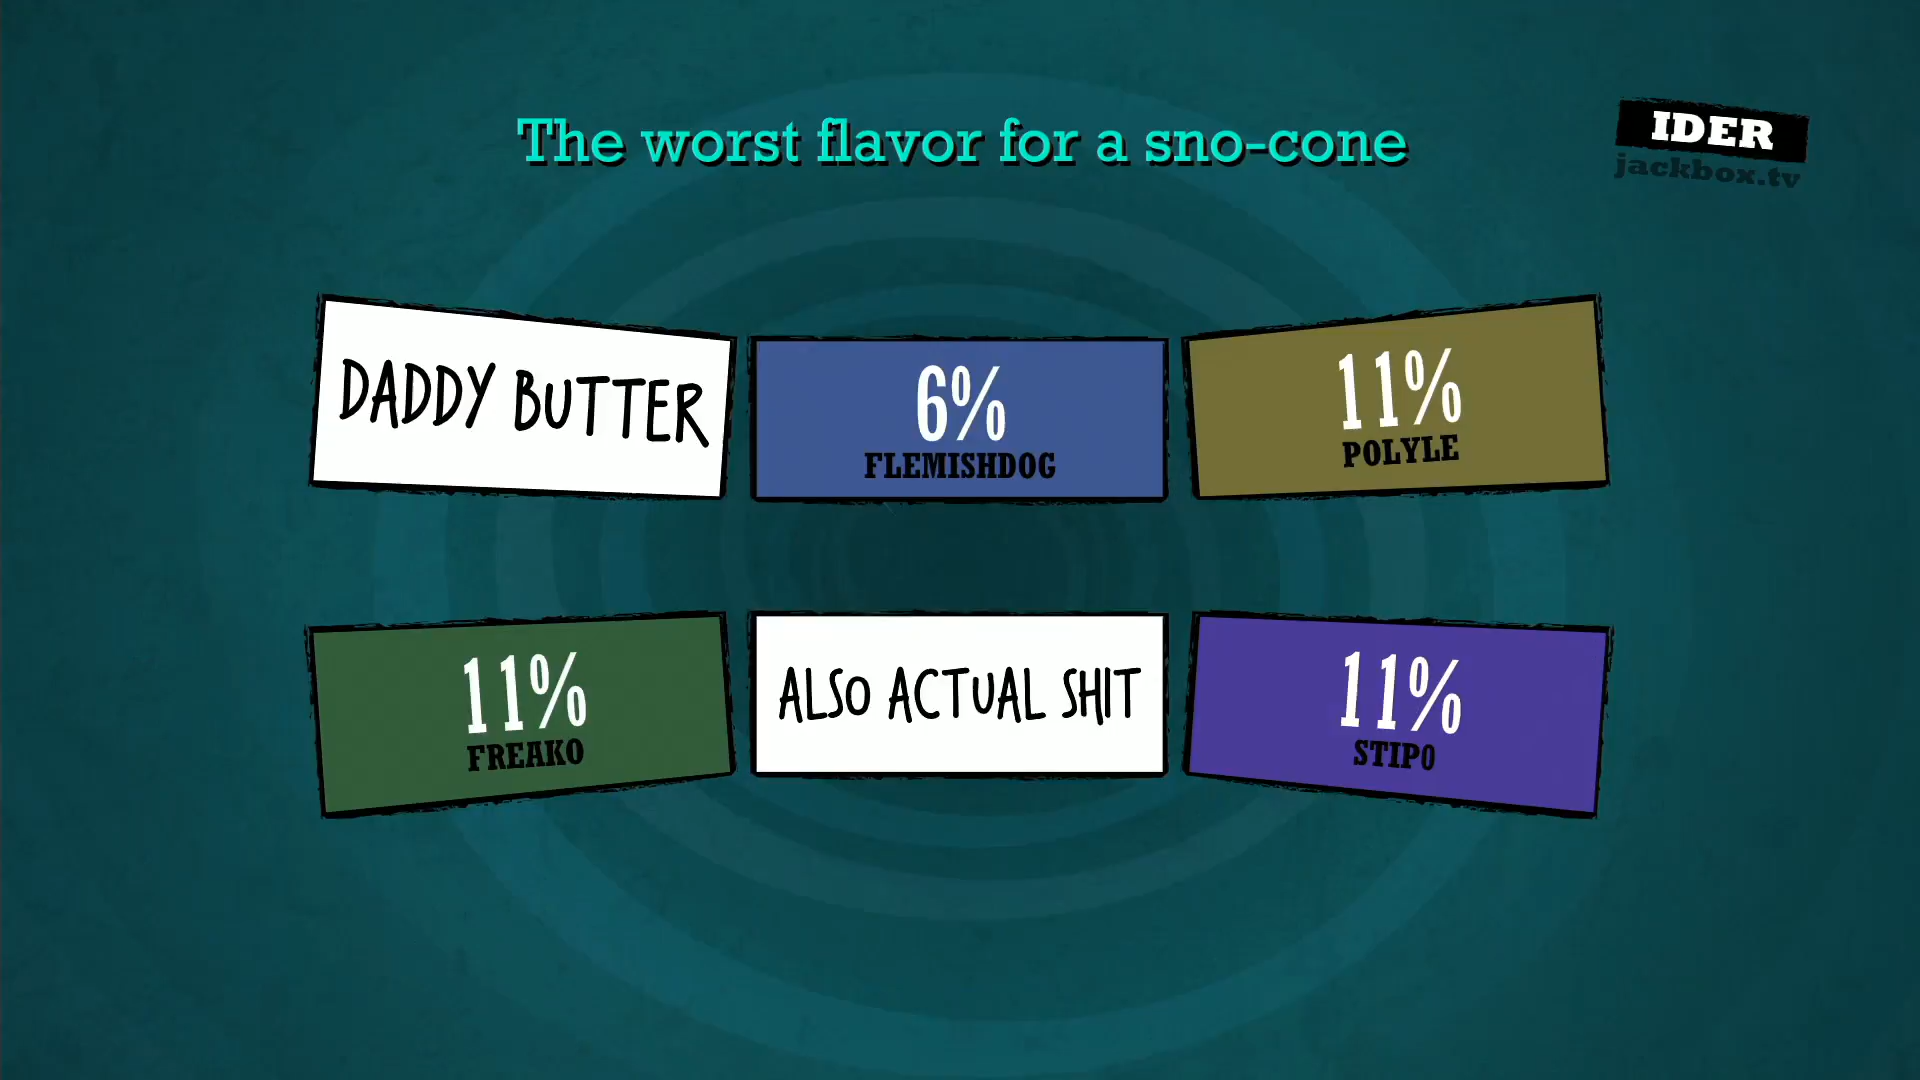 The worst flavor for a sno-cone
IDER
jackbox.tv
DADDY BUTTER
6%
FLEMISHDOG
11%
POLYLE
11%
FREAKO
ALSO ACTUAL SHIT
11%
STIPO